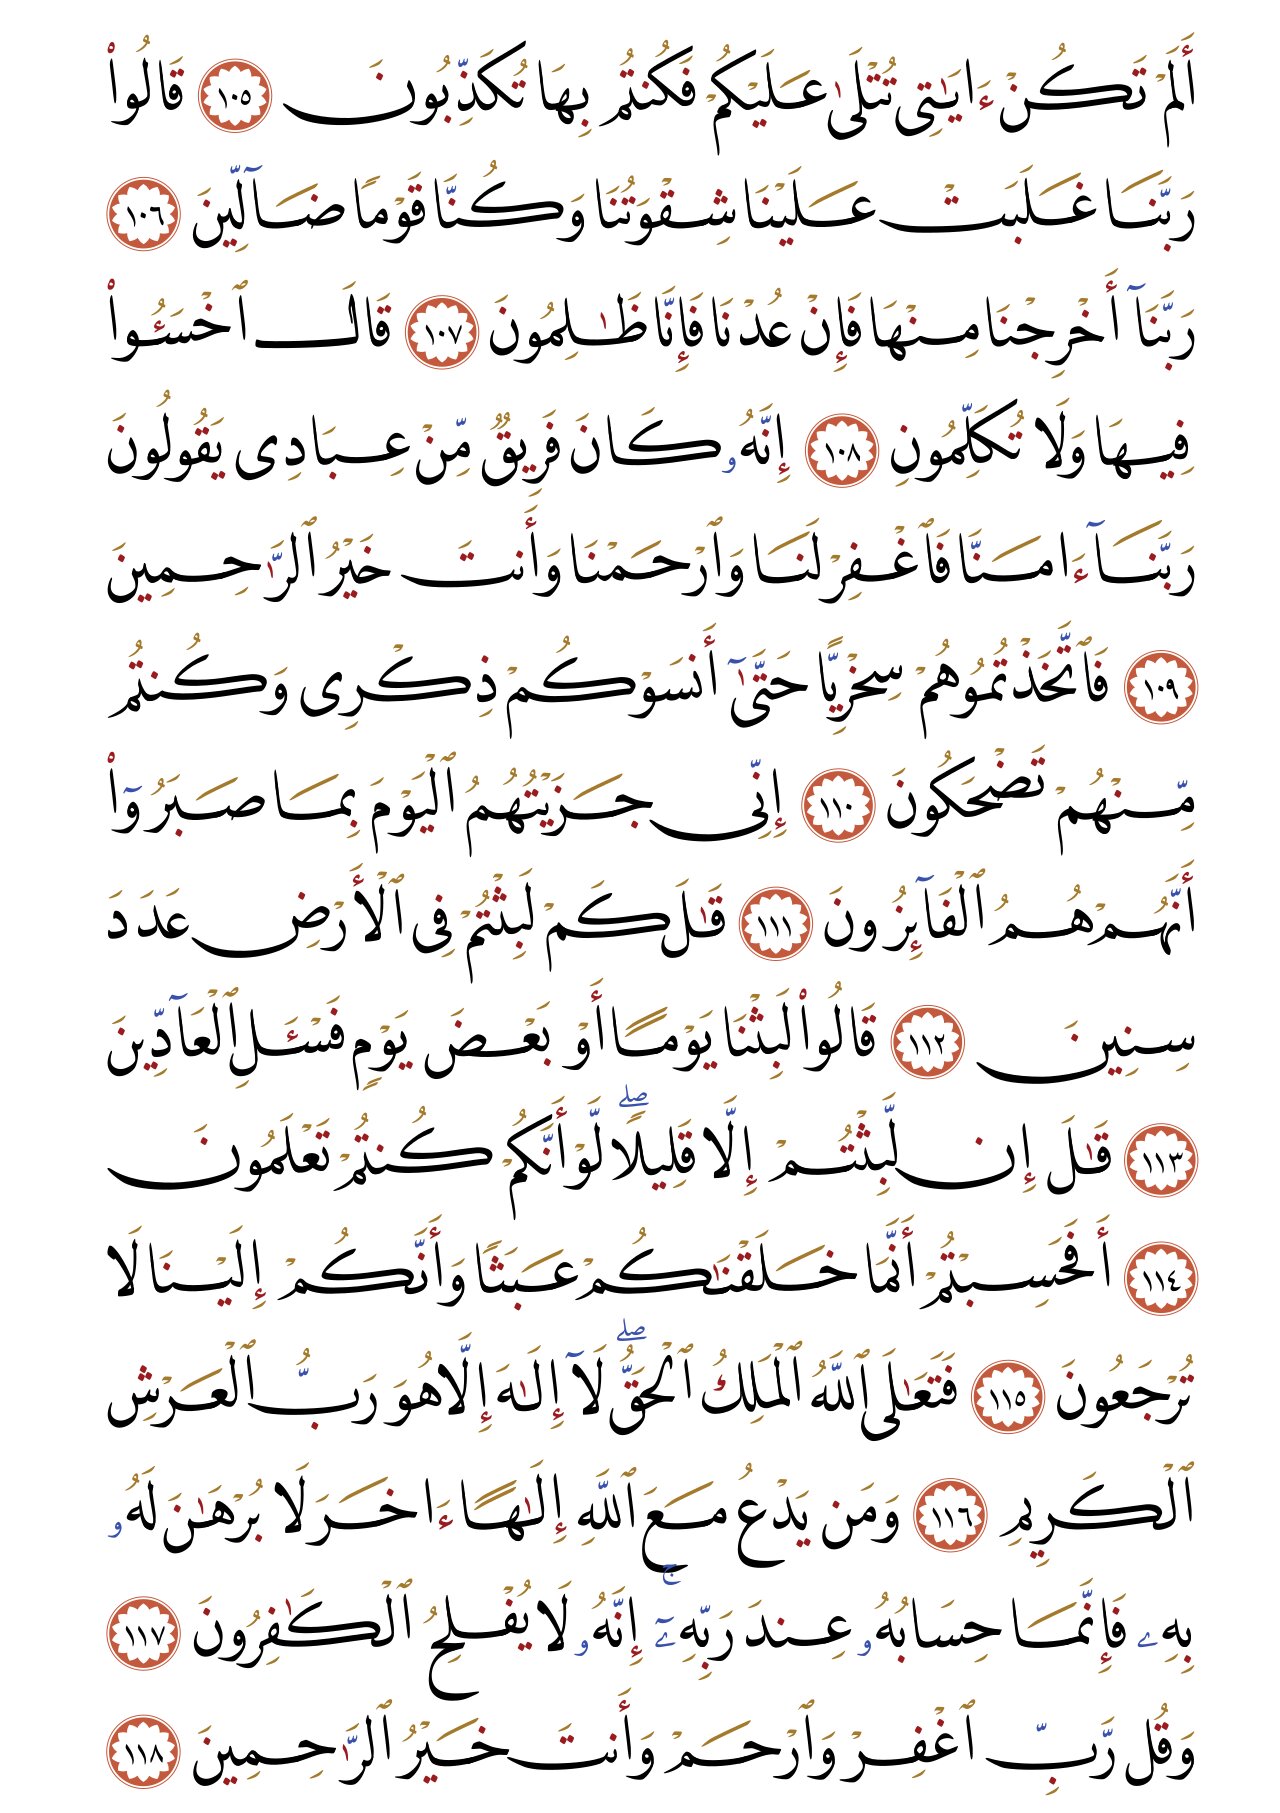 أَلَمْ تَكُنْ ءَايَٰتِى تُتْلَىٰ عَلَيْكُمْ فَكُنتُم بِهَا تُكَذِّبُونَ ١٠٥ قَالُوا۟
رَبَّنَا غَلَبَتْ عَلَيْنَا شِقْوَتُنَا وَكُنَّا قَوْمًا ضَآلِّينَ ١٠٦
رَبَّنَآ أَخْرِجْنَا مِنْهَا فَإِنْ عُدْنَا فَإِنَّا ظَٰلِمُونَ ١٠٧ قَالَ ٱخْسَـُٔوا۟
فِيهَا وَلَا تُكَلِّمُونِ ١٠٨ إِنَّهُۥ كَانَ فَرِيقٌ مِّنْ عِبَادِى يَقُولُونَ
رَبَّنَآ ءَامَنَّا فَٱغْفِرْ لَنَا وَٱرْحَمْنَا وَأَنتَ خَيْرُ ٱلرَّٰحِمِينَ
١٠٩ فَٱتَّخَذْتُمُوهُمْ سِخْرِيًّا حَتَّىٰٓ أَنسَوْكُمْ ذِكْرِى وَكُنتُم
مِّنْهُمْ تَضْحَكُونَ ١١٠ إِنِّى جَزَيْتُهُمُ ٱلْيَوْمَ بِمَا صَبَرُوٓا۟
أَنَّهُمْ هُمُ ٱلْفَآئِزُونَ ١١١ قَٰلَ كَمْ لَبِثْتُمْ فِى ٱلْأَرْضِ عَدَدَ
سِنِينَ ١١٢ قَالُوا۟ لَبِثْنَا يَوْمًا أَوْ بَعْضَ يَوْمٍ فَسْـَٔلِ ٱلْعَآدِّينَ
١١٣ قَٰلَ إِن لَّبِثْتُمْ إِلَّا قَلِيلًا ۖ لَّوْ أَنَّكُمْ كُنتُمْ تَعْلَمُونَ
١١٤ أَفَحَسِبْتُمْ أَنَّمَا خَلَقْنَٰكُمْ عَبَثًا وَأَنَّكُمْ إِلَيْنَا لَا
تُرْجَعُونَ ١١٥ فَتَعَٰلَى ٱللَّهُ ٱلْمَلِكُ ٱلْحَقُّ ۖ لَآ إِلَٰهَ إِلَّا هُوَ رَبُّ ٱلْعَرْشِ
ٱلْكَرِيمِ ١١٦ وَمَن يَدْعُ مَعَ ٱللَّهِ إِلَٰهًا ءَاخَرَ لَا بُرْهَٰنَ لَهُۥ
بِهِۦ فَإِنَّمَا حِسَابُهُۥ عِندَ رَبِّهِۦٓ ۚ إِنَّهُۥ لَا يُفْلِحُ ٱلْكَٰفِرُونَ ١١٧
وَقُل رَّبِّ ٱغْفِرْ وَٱرْحَمْ وَأَنتَ خَيْرُ ٱلرَّٰحِمِينَ ١١٨